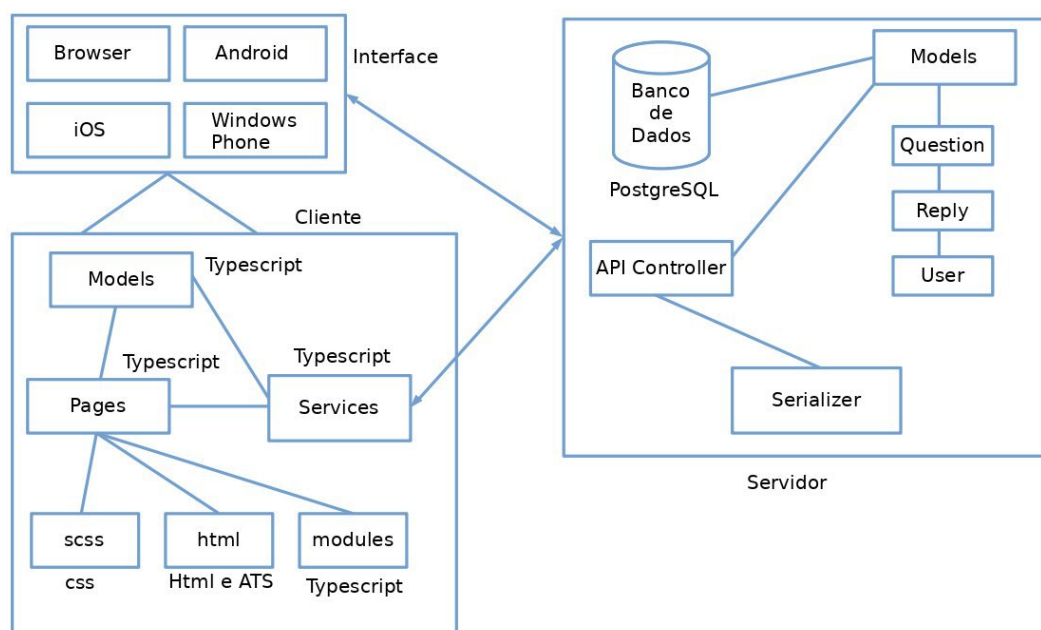 Browser
Android
Interface
iOS
Windows
Phone
Cliente
Models
Typescript
Typescript
Typescript
Pages
Services
scss
html
modules
css
Html e ATS
Typescript
Banco
de
Dados
PostgreSQL
Models
Question
Reply
User
API Controller
Serializer
Servidor